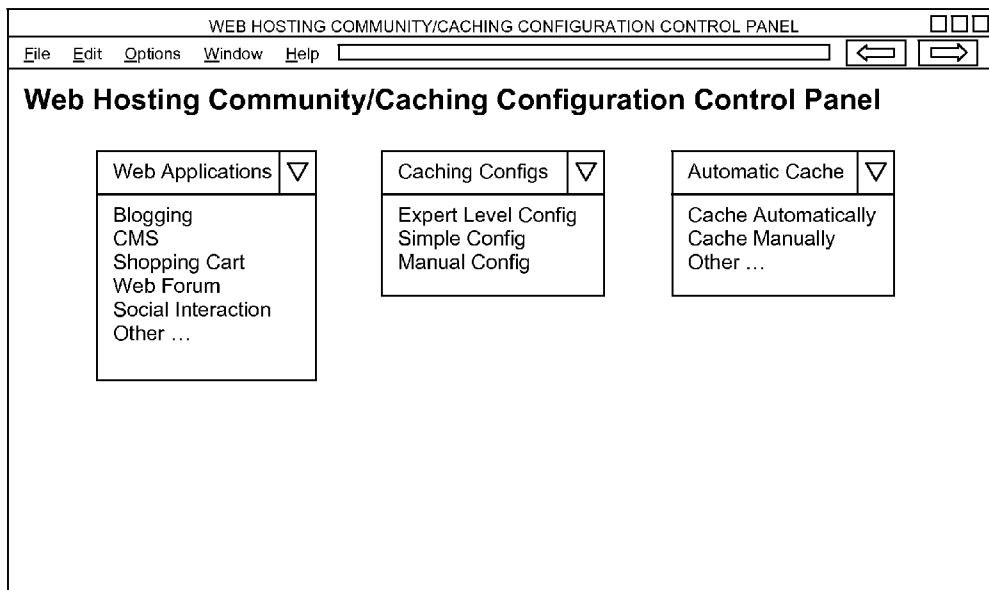 WEB HOSTING COMMUNITY/CACHING CONFIGURATION CONTROL PANEL
File Edit Options Window Help
Web Hosting Community/Caching Configuration Control Panel
Web Applications
Blogging
CMS
Shopping Cart
Web Forum
Social Interaction
Other …
Caching Configs
Expert Level Config
Simple Config
Manual Config
Automatic Cache
Cache Automatically
Cache Manually
Other …